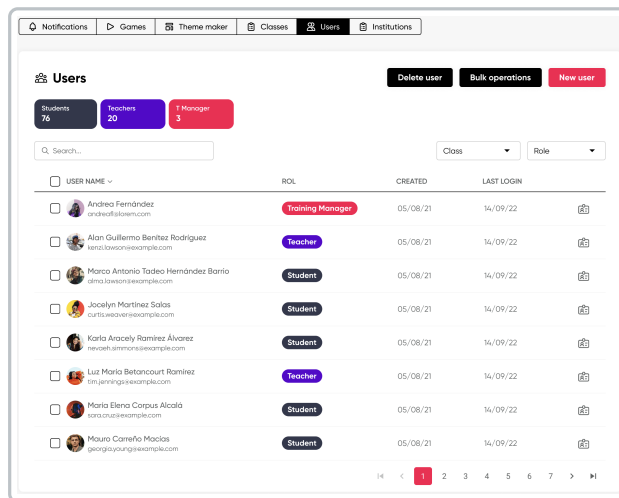 Notifications Games Theme maker Classes Users Institutions
Users Delete user Bulk operations New user
Students Teachers T Manager
76 20 3
Search... Class Role
USER NAME ROL CREATED LAST LOGIN
Andrea Fernández Training Manager 05/08/21 14/09/22
andreafl@lorem.com
Alan Guillermo Benítez Rodríguez Teacher 05/08/21 14/09/22
kenzi.lawson@example.com
Marco Antonio Tadeo Hernández Barrio Student 05/08/21 14/09/22
alma.lawson@example.com
Jocelyn Martínez Salas Student 05/08/21 14/09/22
curtis.weaver@example.com
Karla Aracely Ramírez Álvarez Student 05/08/21 14/09/22
nevaeh.simmons@example.com
Luz María Betancourt Ramírez Teacher 05/08/21 14/09/22
tim.jennings@example.com
María Elena Corpus Alcalá Student 05/08/21 14/09/22
sara.cruz@example.com
Mauro Carreño Macías Student 05/08/21 14/09/22
georgia.young@example.com
1 2 3 4 5 6 7